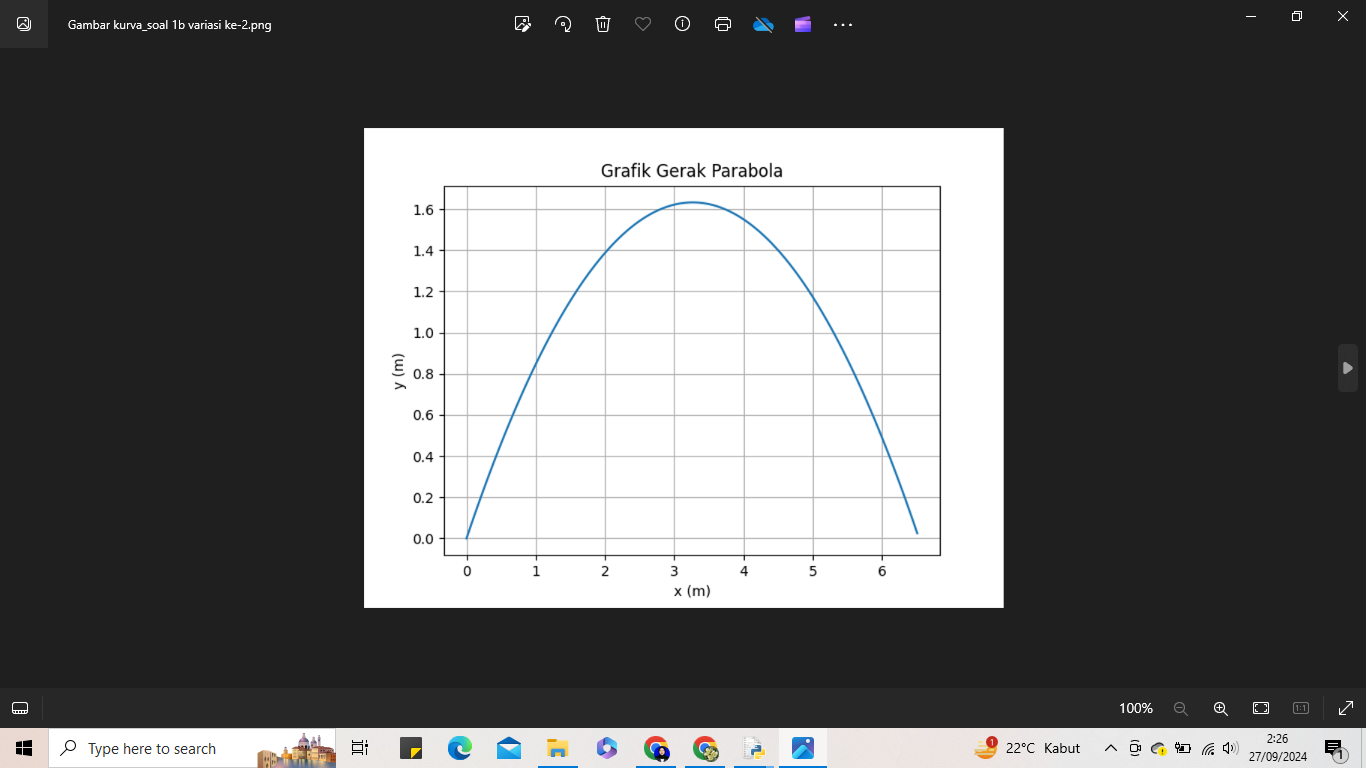 Gambar kurva_soal 1b variasi ke-2.png
Grafik Gerak Parabola
1.6
1.4
1.2
1.0
0.8
0.6
0.4
0.2
0.0
y (m)
0 1 2 3 4 5 6
x (m)
100%
1:1
Type here to search
1
22°C Kabut
2:26
27/09/2024
1